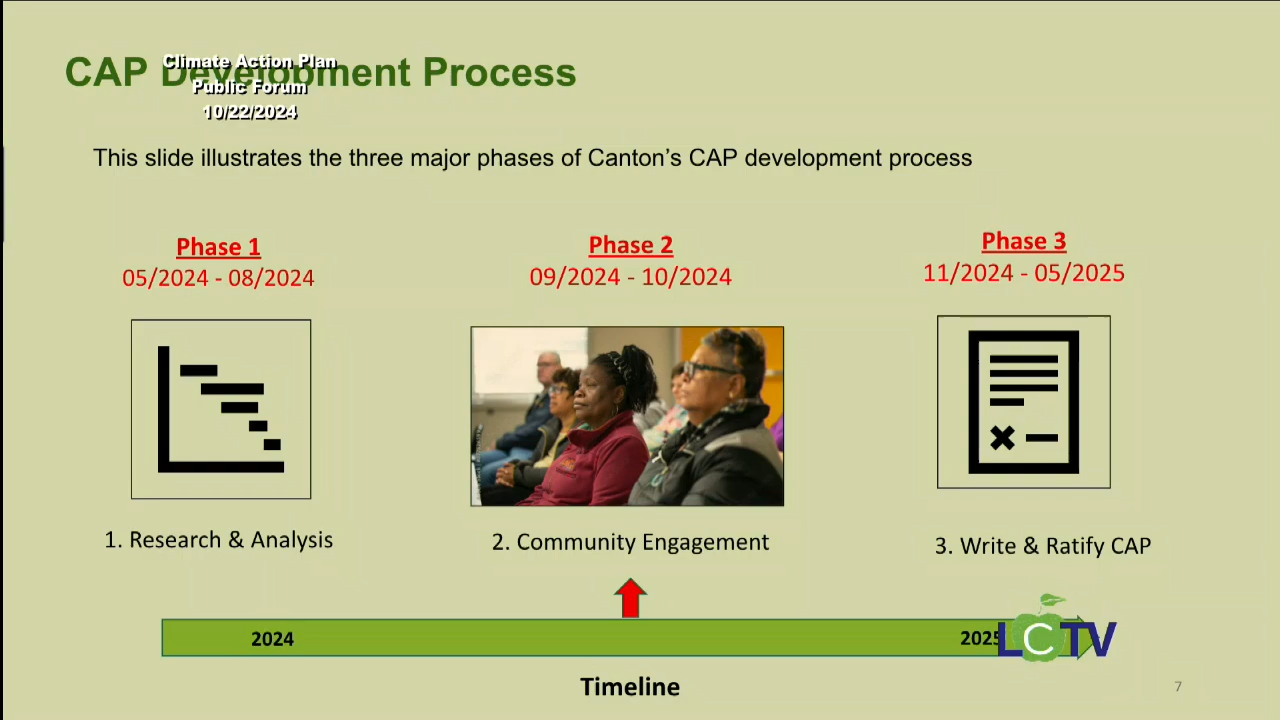 CAP Development Process
Climate Action Plan
Public Forum
10/22/2024
This slide illustrates the three major phases of Canton's CAP development process
Phase 1
05/2024 - 08/2024
Phase 2
09/2024 - 10/2024
Phase 3
11/2024 - 05/2025
1. Research & Analysis
2. Community Engagement
3. Write & Ratify CAP
2024
2025
LCTV
Timeline
7